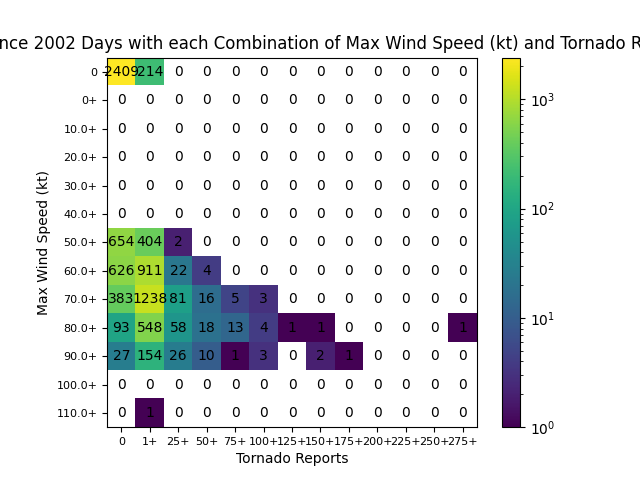 nce 2002 Days with each Combination of Max Wind Speed (kt) and Tornado R
0 2409 214 0 0 0 0 0 0 0 0 0 0 0
0+ 0 0 0 0 0 0 0 0 0 0 0 0 0
10.0+ 0 0 0 0 0 0 0 0 0 0 0 0 0
20.0+ 0 0 0 0 0 0 0 0 0 0 0 0 0
30.0+ 0 0 0 0 0 0 0 0 0 0 0 0 0
40.0+ 0 0 0 0 0 0 0 0 0 0 0 0 0
50.0+ 654 404 2 0 0 0 0 0 0 0 0 0 0
60.0+ 626 911 22 4 0 0 0 0 0 0 0 0 0
70.0+ 383 1238 81 16 5 3 0 0 0 0 0 0 0
80.0+ 93 548 58 18 13 4 1 1 0 0 0 0 1
90.0+ 27 154 26 10 1 3 0 2 1 0 0 0 0
100.0+ 0 0 0 0 0 0 0 0 0 0 0 0 0
110.0+ 0 1 0 0 0 0 0 0 0 0 0 0 0
0 1+ 25+ 50+ 75+ 100+ 125+ 150+ 175+ 200+ 225+ 250+ 275+
Tornado Reports
Max Wind Speed (kt)
10³
10²
10¹
10⁰